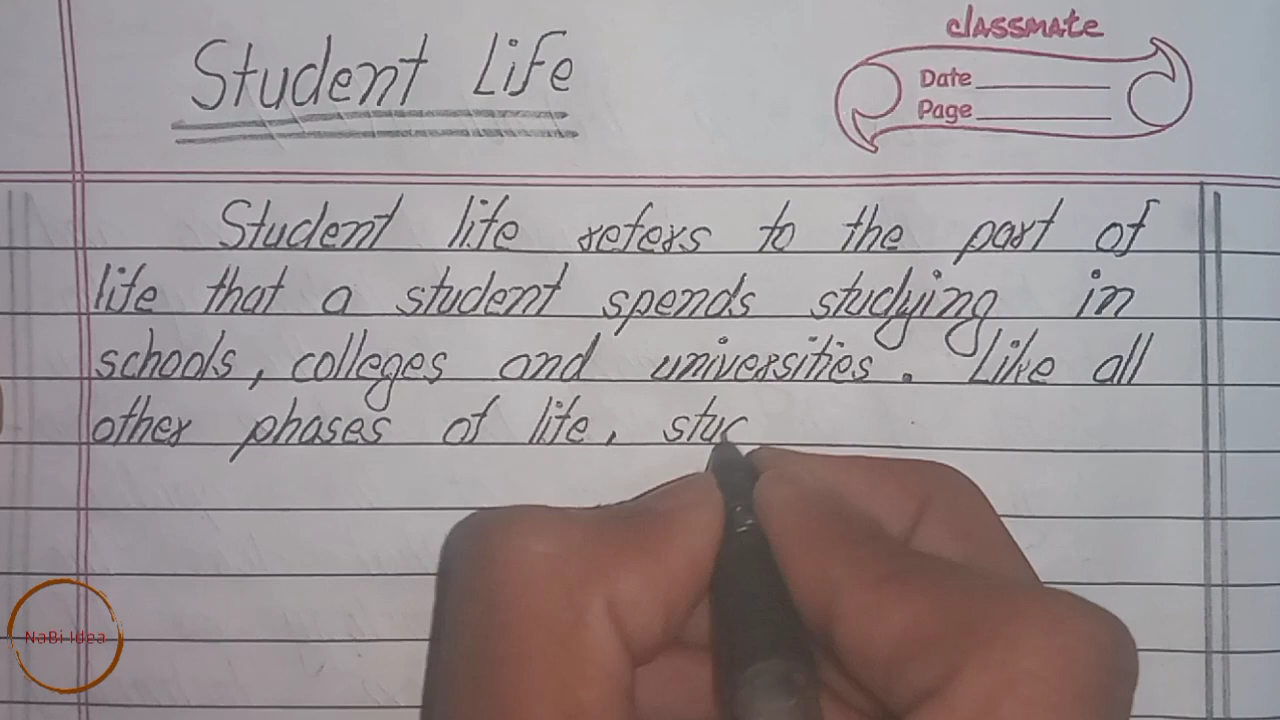 classmate
Student Life
Date
Page
Student life refers to the part of
life that a student spends studying in
schools, colleges and universities. Like all
other phases of life, stuc
NaBi Idea